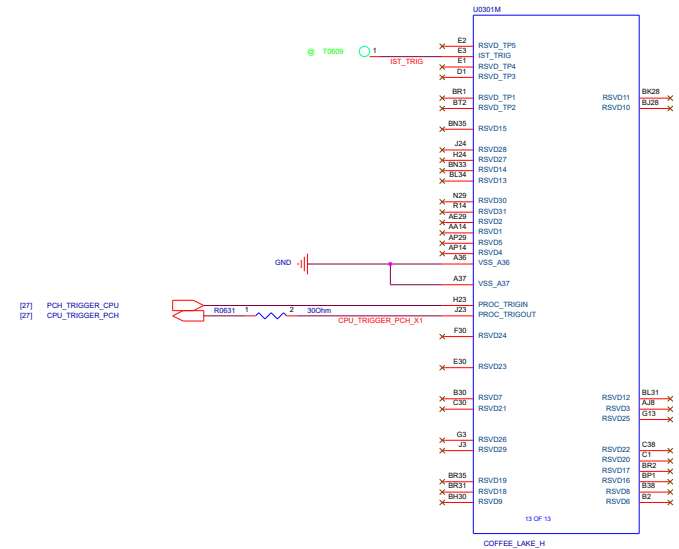 U0301M
E2 RSVD_TP5
@ T0609 1 IST_TRIG E3 IST_TRIG
E1 RSVD_TP4
D1 RSVD_TP3
BR1 RSVD_TP1 RSVD11 BK28
BT2 RSVD_TP2 RSVD10 BJ28
BN35 RSVD15
J24 RSVD28
H24 RSVD27
BN33 RSVD14
BL34 RSVD13
N29 RSVD30
R14 RSVD31
AE29 RSVD2
AA14 RSVD1
AP29 RSVD5
AP14 RSVD4
GND A36 VSS_A36
A37 VSS_A37
[27] PCH_TRIGGER_CPU H23 PROC_TRIGIN
[27] CPU_TRIGGER_PCH R0631 1 2 30Ohm CPU_TRIGGER_PCH_X1 J23 PROC_TRIGOUT
F30 RSVD24
E30 RSVD23
B30 RSVD7 RSVD12 BL31
C30 RSVD21 RSVD3 AJ8
RSVD25 G13
G3 RSVD26
J3 RSVD29 RSVD22 C38
RSVD20 C1
RSVD17 BR2
BR35 RSVD19 RSVD16 BP1
BR31 RSVD18 RSVD8 B38
BH30 RSVD9 RSVD6 B2
13 OF 13
COFFEE_LAKE_H